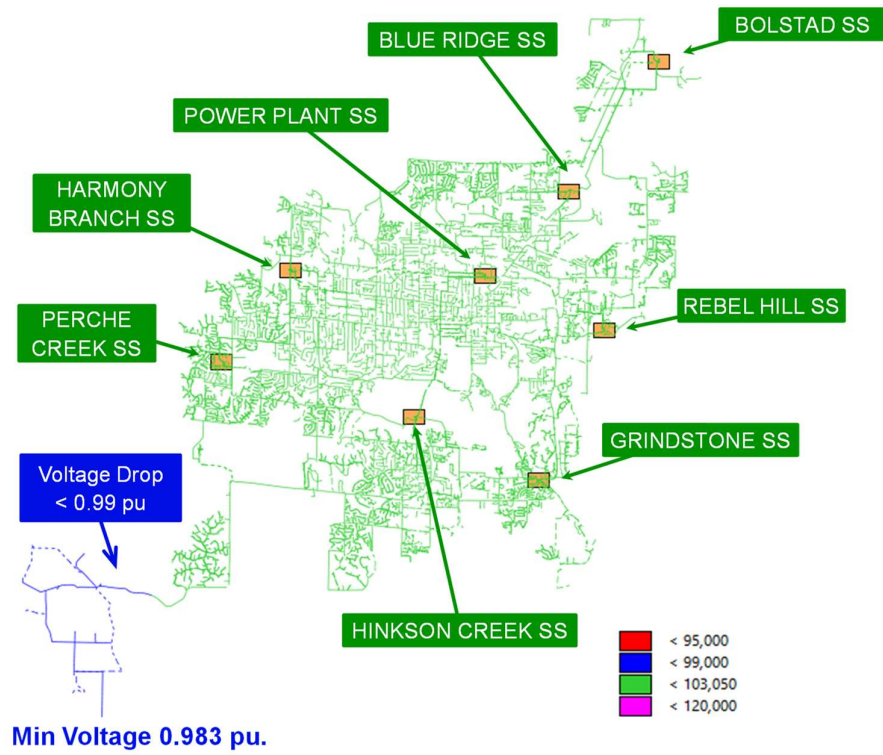 BOLSTAD SS
BLUE RIDGE SS
POWER PLANT SS
HARMONY
BRANCH SS
REBEL HILL SS
PERCHE
CREEK SS
GRINDSTONE SS
Voltage Drop
< 0.99 pu
HINKSON CREEK SS
< 95,000
< 99,000
< 103,050
< 120,000
Min Voltage 0.983 pu.